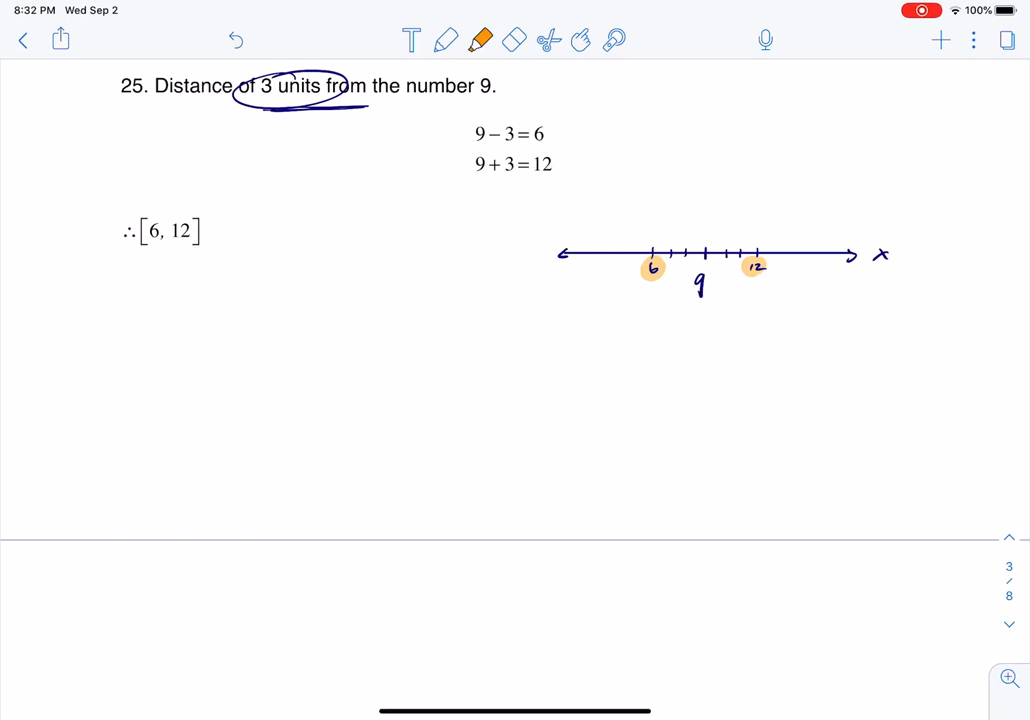 8:32 PM Wed Sep 2
100%
T
25. Distance of 3 units from the number 9.
9 − 3 = 6
9 + 3 = 12
∴ [6, 12]
x
6 12
9
3
/
8